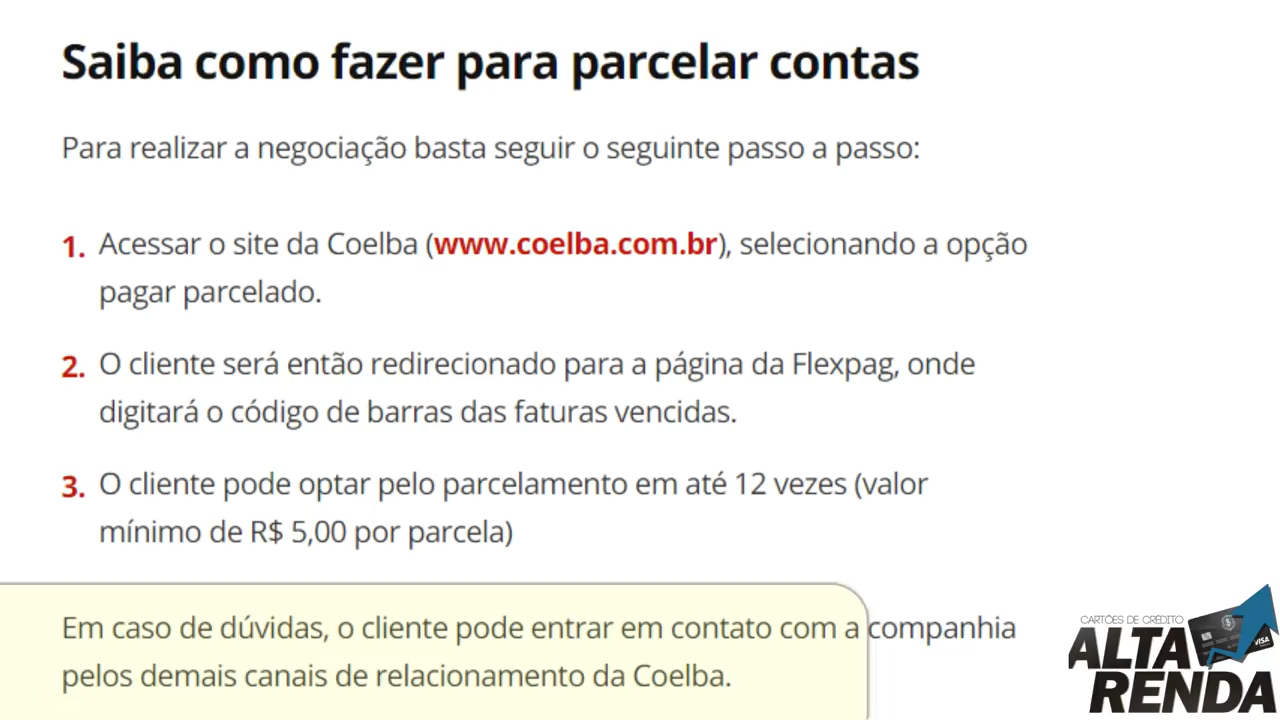 Saiba como fazer para parcelar contas
Para realizar a negociação basta seguir o seguinte passo a passo:
1. Acessar o site da Coelba (www.coelba.com.br), selecionando a opção
pagar parcelado.
2. O cliente será então redirecionado para a página da Flexpag, onde
digitará o código de barras das faturas vencidas.
3. O cliente pode optar pelo parcelamento em até 12 vezes (valor
mínimo de R$ 5,00 por parcela)
Em caso de dúvidas, o cliente pode entrar em contato com a companhia
pelos demais canais de relacionamento da Coelba.
CARTÕES DE CRÉDITO
ALTA
RENDA
VISA